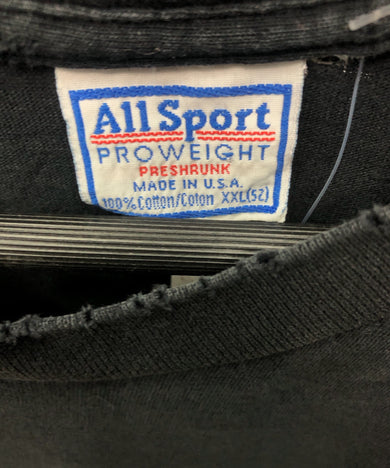 All Sport
PROWEIGHT
PRESHRUNK
MADE IN U.S.A.
100% Cotton/Coton XXL(52)